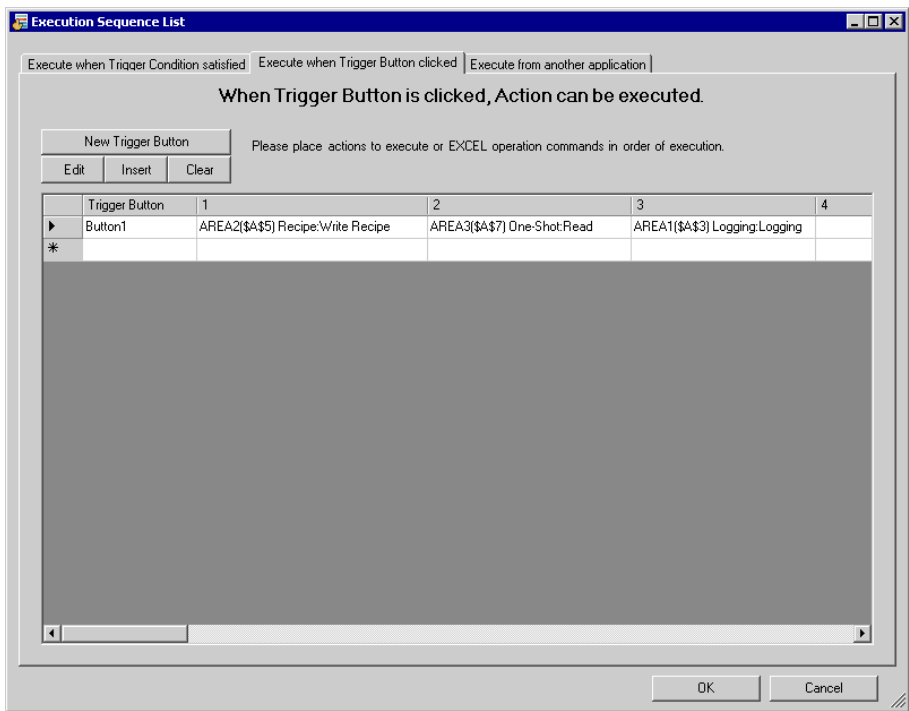 Execution Sequence List
Execute when Trigger Condition satisfied Execute when Trigger Button clicked Execute from another application
When Trigger Button is clicked, Action can be executed.
New Trigger Button
Please place actions to execute or EXCEL operation commands in order of execution.
Edit Insert Clear
Trigger Button 1 2 3 4
Button1 AREA2($A$5) Recipe:Write Recipe AREA3($A$7) One-Shot:Read AREA1($A$3) Logging:Logging
OK Cancel